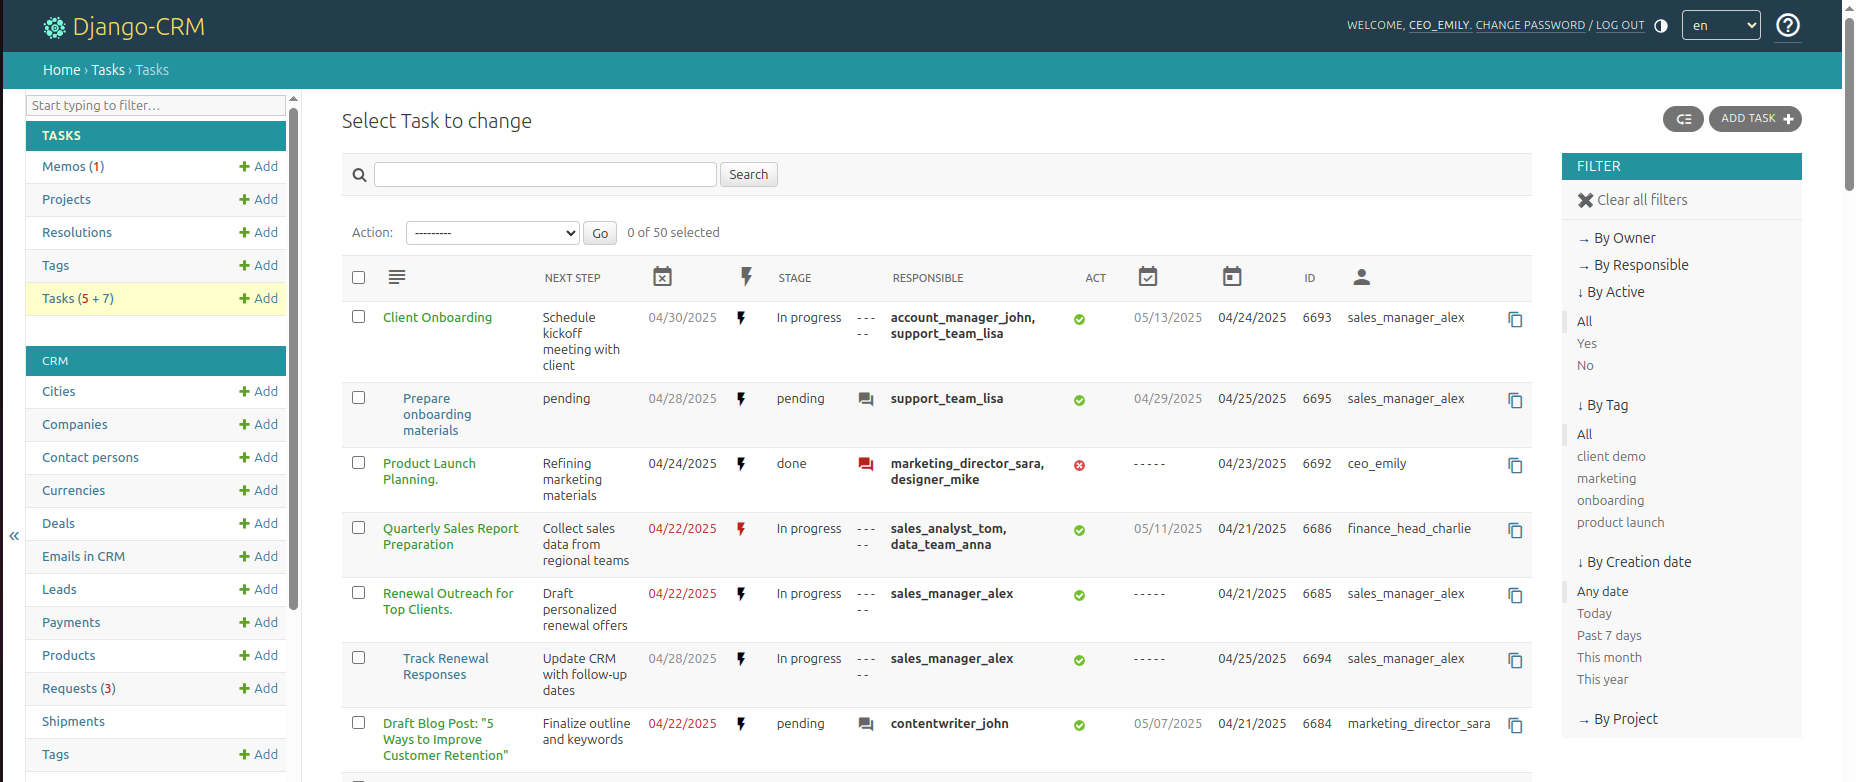 Django-CRM
WELCOME, CEO_EMILY. CHANGE PASSWORD / LOG OUT
en
Home › Tasks › Tasks
Start typing to filter...
TASKS
Memos (1) Add
Projects Add
Resolutions Add
Tags Add
Tasks (5 + 7) Add
CRM
Cities Add
Companies Add
Contact persons Add
Currencies Add
Deals Add
Emails in CRM Add
Leads Add
Payments Add
Products Add
Requests (3) Add
Shipments
Tags Add
«
Select Task to change
ADD TASK
Search
Action: --------- Go 0 of 50 selected
NEXT STEP STAGE RESPONSIBLE ACT ID
Client Onboarding
Schedule
kickoff
meeting with
client
04/30/2025
In progress
- - -
- -
account_manager_john,
support_team_lisa
05/13/2025
04/24/2025
6693
sales_manager_alex
Prepare
onboarding
materials
pending
04/28/2025
pending
support_team_lisa
04/29/2025
04/25/2025
6695
sales_manager_alex
Product Launch
Planning.
Refining
marketing
materials
04/24/2025
done
marketing_director_sara,
designer_mike
- - - - -
04/23/2025
6692
ceo_emily
Quarterly Sales Report
Preparation
Collect sales
data from
regional teams
04/22/2025
In progress
- - -
- -
sales_analyst_tom,
data_team_anna
05/11/2025
04/21/2025
6686
finance_head_charlie
Renewal Outreach for
Top Clients.
Draft
personalized
renewal offers
04/22/2025
In progress
- - -
- -
sales_manager_alex
- - - - -
04/21/2025
6685
sales_manager_alex
Track Renewal
Responses
Update CRM
with follow-up
dates
04/28/2025
In progress
- - -
- -
sales_manager_alex
- - - - -
04/25/2025
6694
sales_manager_alex
Draft Blog Post: "5
Ways to Improve
Customer Retention"
Finalize outline
and keywords
04/22/2025
pending
contentwriter_john
05/07/2025
04/21/2025
6684
marketing_director_sara
FILTER
Clear all filters
→ By Owner
→ By Responsible
↓ By Active
All
Yes
No
↓ By Tag
All
client demo
marketing
onboarding
product launch
↓ By Creation date
Any date
Today
Past 7 days
This month
This year
→ By Project